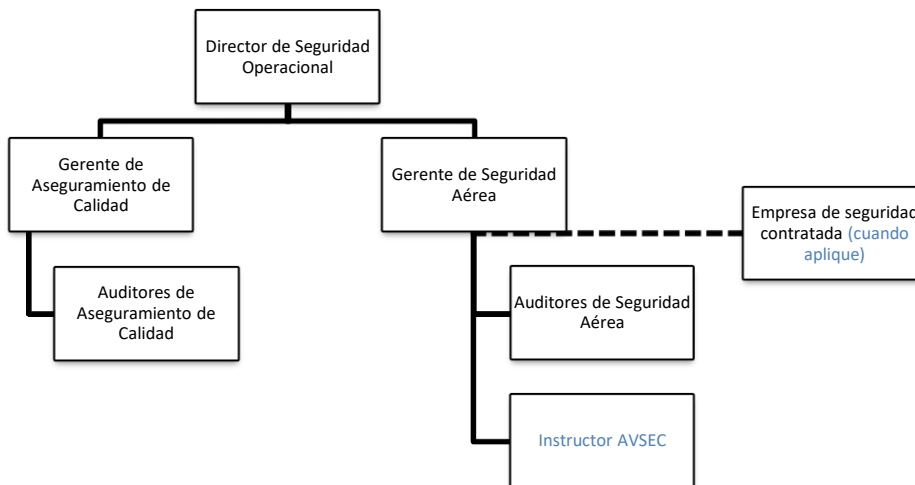 Director de Seguridad
Operacional
Gerente de
Aseguramiento de
Calidad
Gerente de Seguridad
Aérea
Empresa de seguridad
contratada (cuando
aplique)
Auditores de
Aseguramiento de
Calidad
Auditores de Seguridad
Aérea
Instructor AVSEC